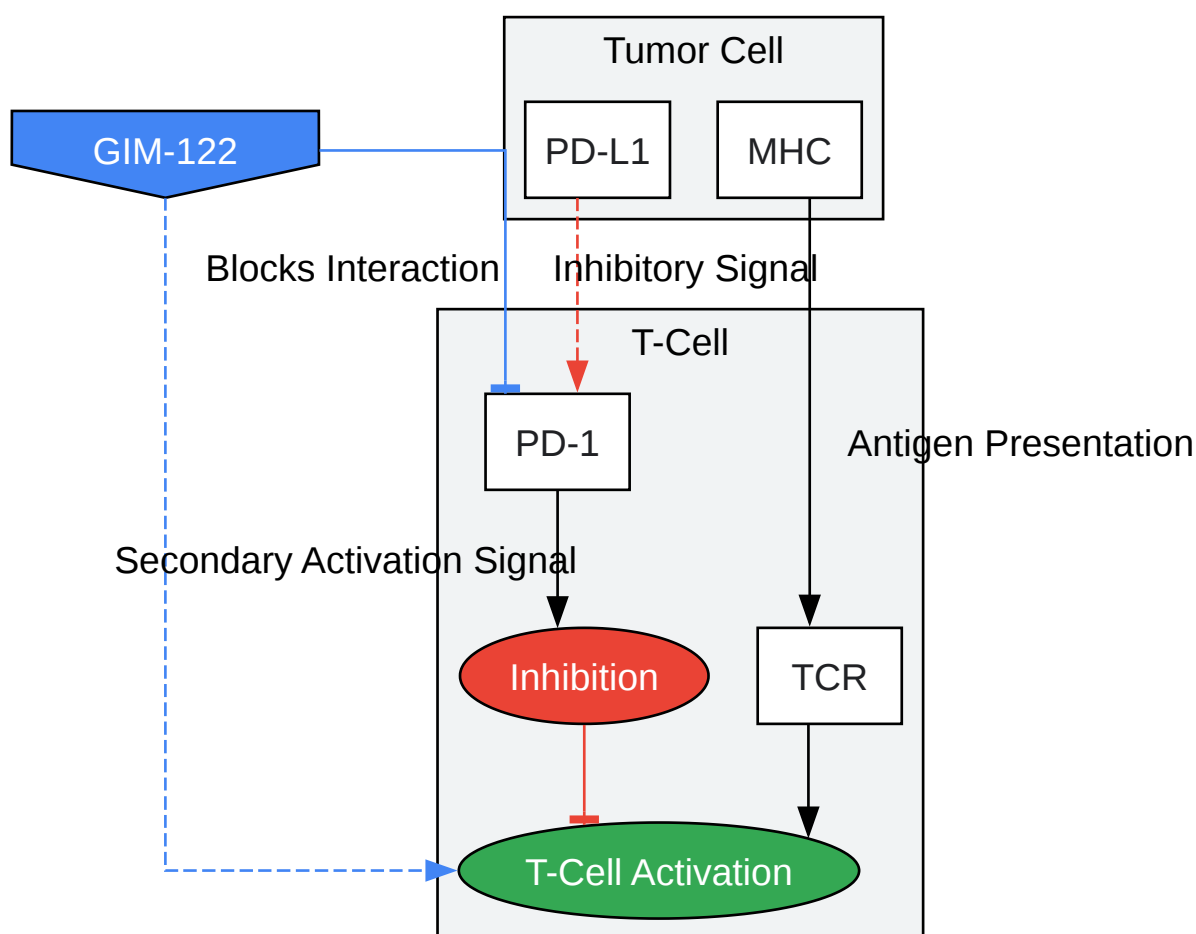 Tumor Cell
GIM-122
PD-L1
MHC
Blocks Interaction
Inhibitory Signal
T-Cell
PD-1
Antigen Presentation
Secondary Activation Signal
Inhibition
TCR
T-Cell Activation